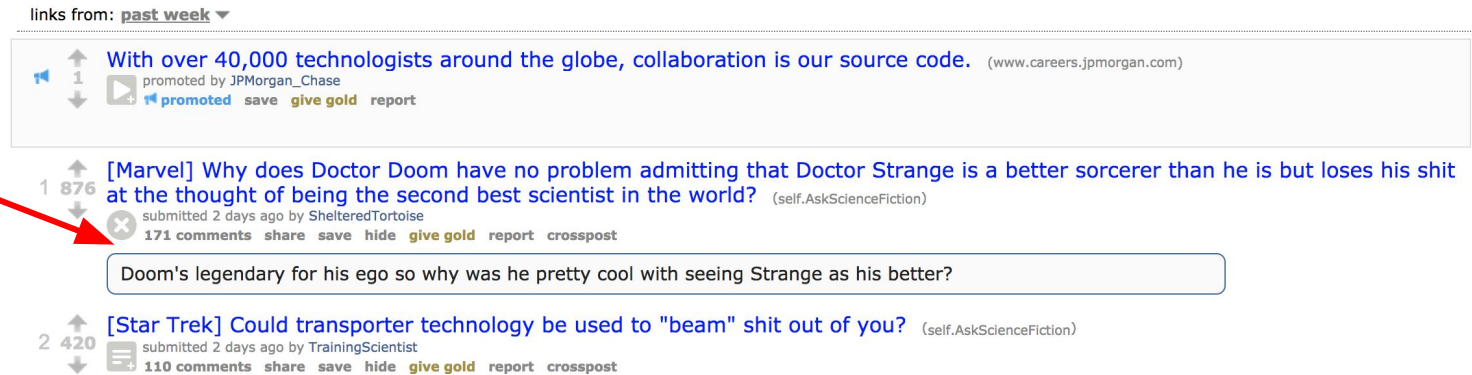 links from: past week
With over 40,000 technologists around the globe, collaboration is our source code. (www.careers.jpmorgan.com)
1
promoted by JPMorgan_Chase
promoted save give gold report
[Marvel] Why does Doctor Doom have no problem admitting that Doctor Strange is a better sorcerer than he is but loses his shit
1 876 at the thought of being the second best scientist in the world? (self.AskScienceFiction)
submitted 2 days ago by ShelteredTortoise
171 comments share save hide give gold report crosspost
Doom's legendary for his ego so why was he pretty cool with seeing Strange as his better?
[Star Trek] Could transporter technology be used to "beam" shit out of you? (self.AskScienceFiction)
2 420
submitted 2 days ago by TrainingScientist
110 comments share save hide give gold report crosspost